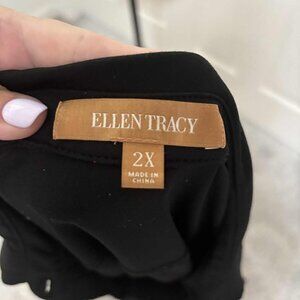 ELLEN TRACY
2X
MADE IN
CHINA